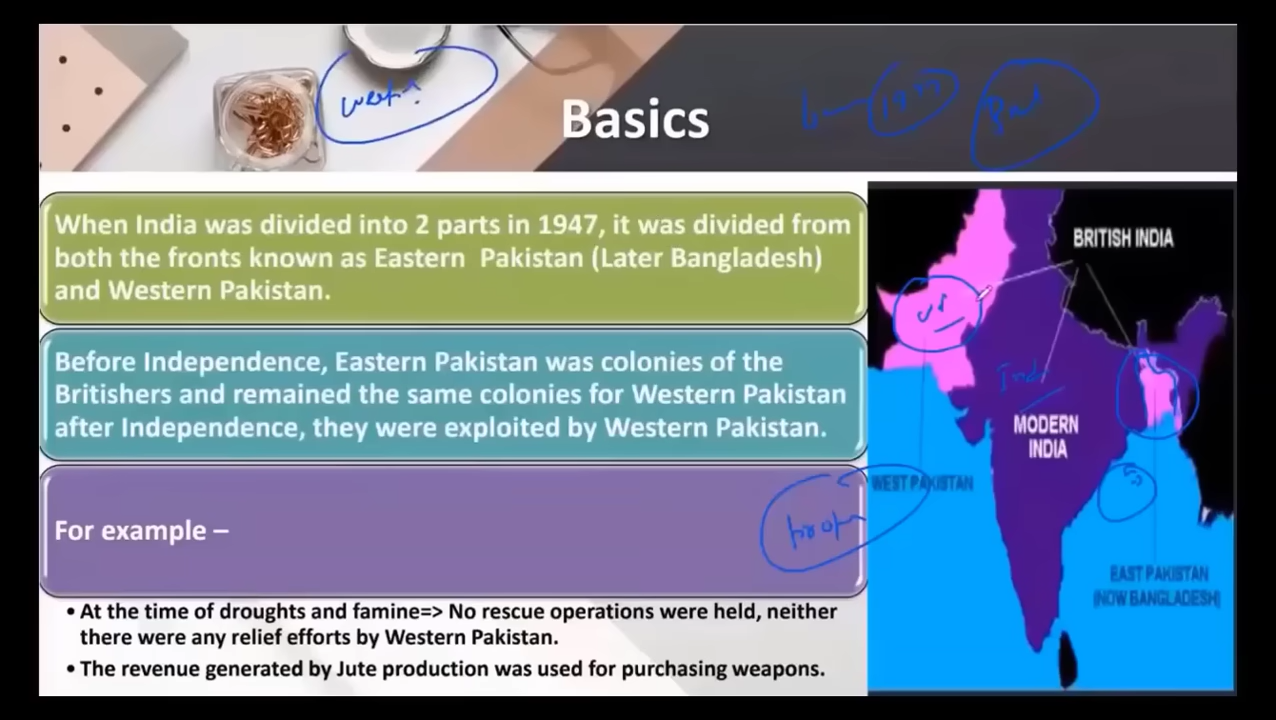 Basics
When India was divided into 2 parts in 1947, it was divided from
both the fronts known as Eastern Pakistan (Later Bangladesh)
and Western Pakistan.
Before Independence, Eastern Pakistan was colonies of the
Britishers and remained the same colonies for Western Pakistan
after Independence, they were exploited by Western Pakistan.
For example –
• At the time of droughts and famine=> No rescue operations were held, neither
there were any relief efforts by Western Pakistan.
• The revenue generated by Jute production was used for purchasing weapons.
BRITISH INDIA
MODERN
INDIA
WEST PAKISTAN
EAST PAKISTAN
(NOW BANGLADESH)